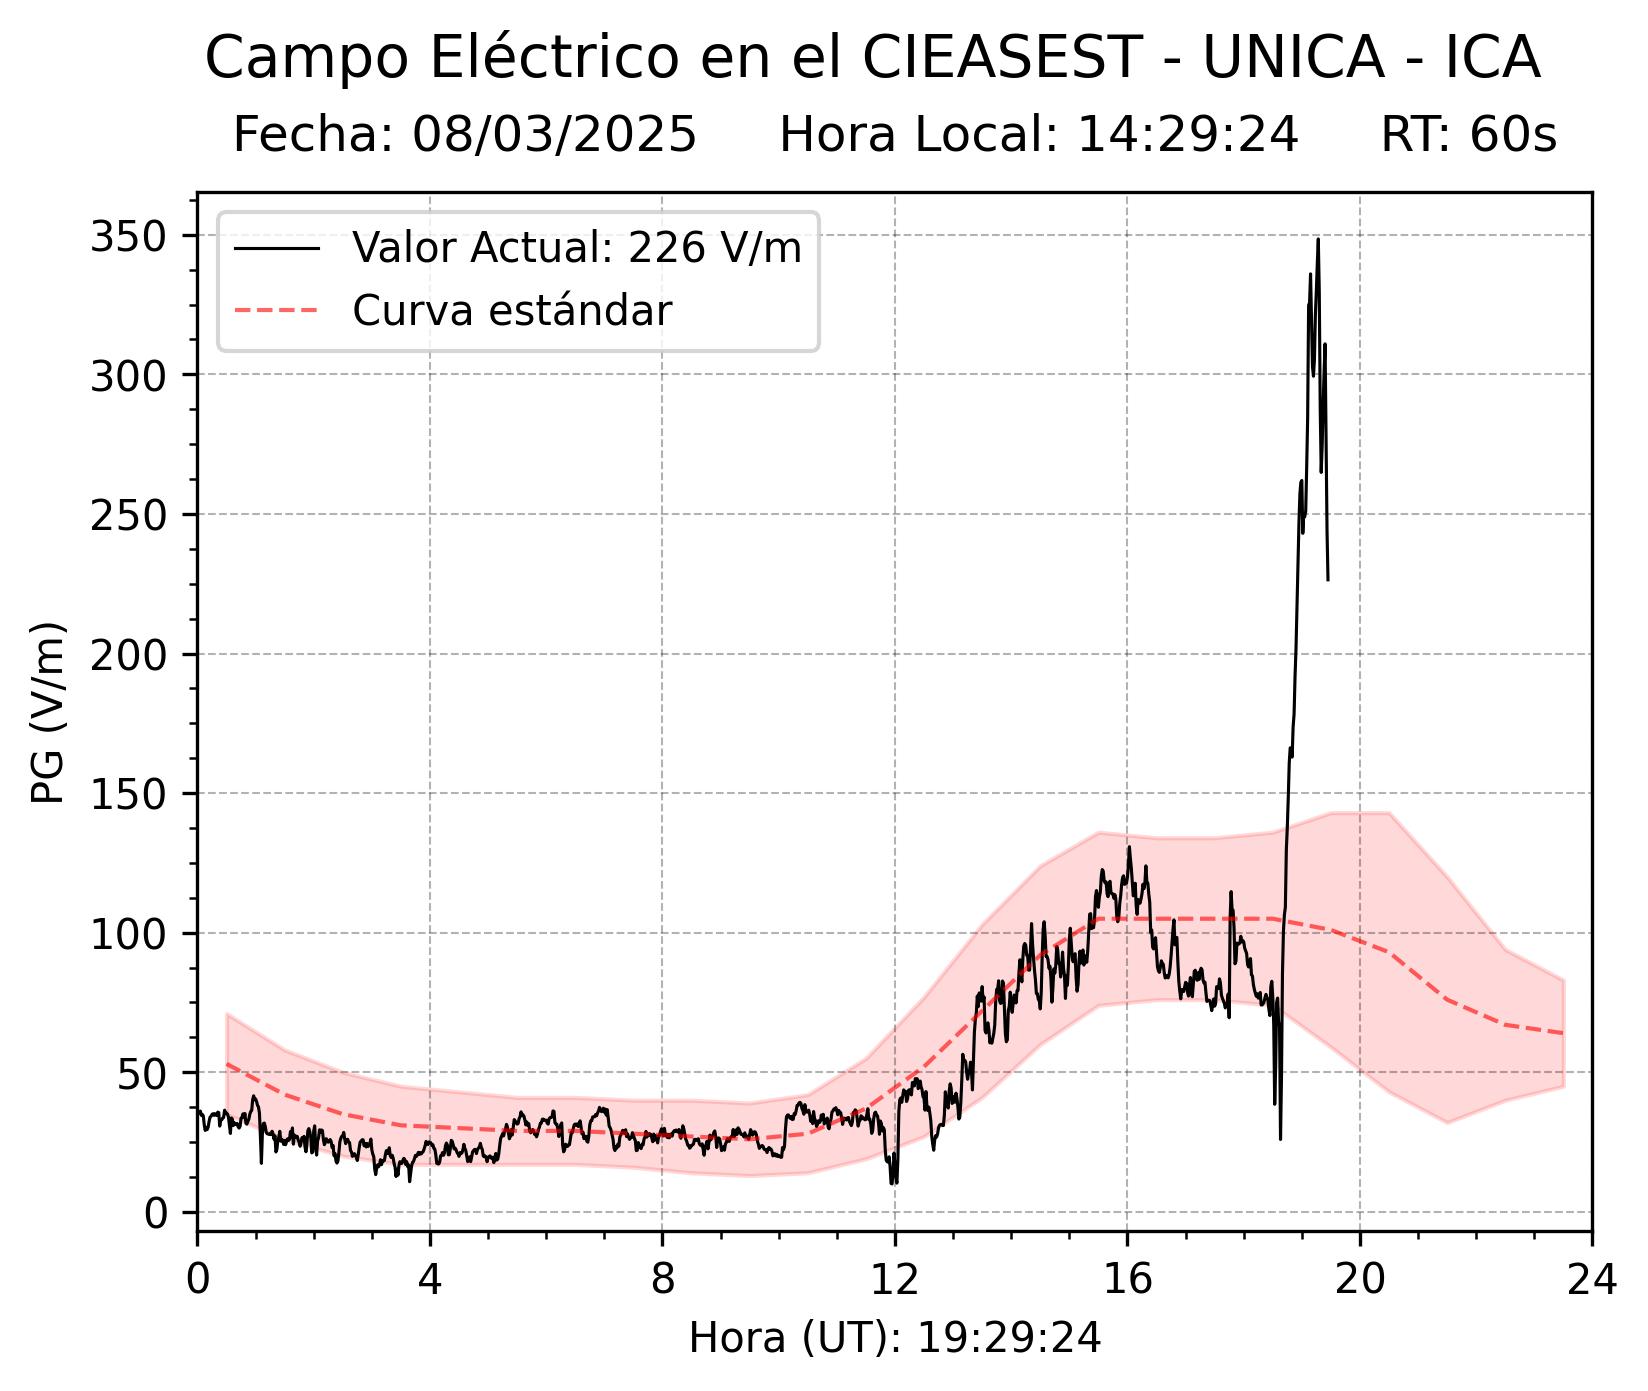 Campo Eléctrico en el CIEASEST - UNICA - ICA
Fecha: 08/03/2025 Hora Local: 14:29:24 RT: 60s
Valor Actual: 226 V/m
Curva estándar
PG (V/m)
350
300
250
200
150
100
50
0
0 4 8 12 16 20 24
Hora (UT): 19:29:24